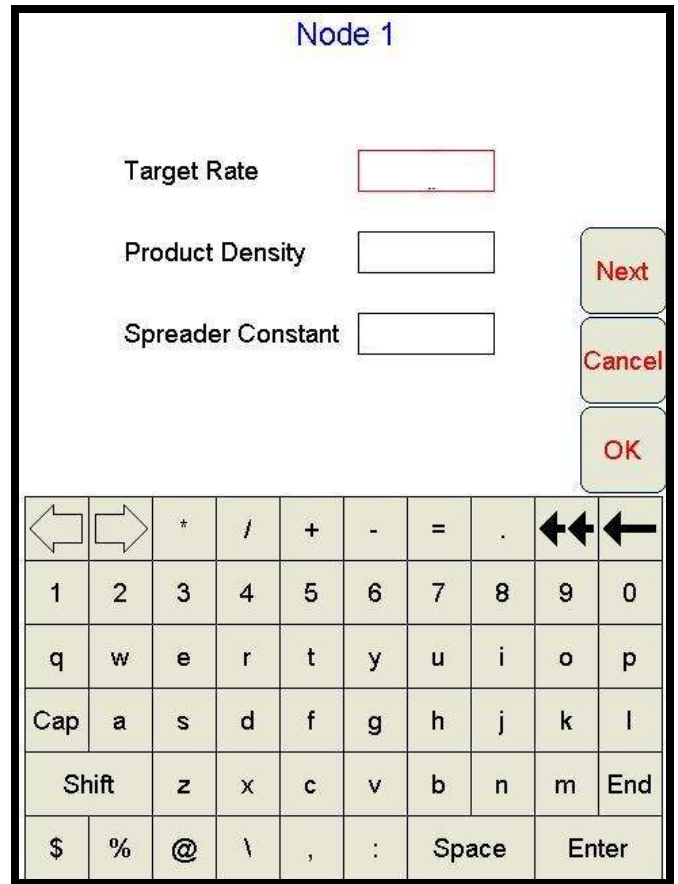 Node 1
Target Rate
Product Density
Spreader Constant
Next
Cancel
OK
* / + - = .
1 2 3 4 5 6 7 8 9 0
q w e r t y u i o p
Cap a s d f g h j k l
Shift z x c v b n m End
$ % @ \ , : Space Enter